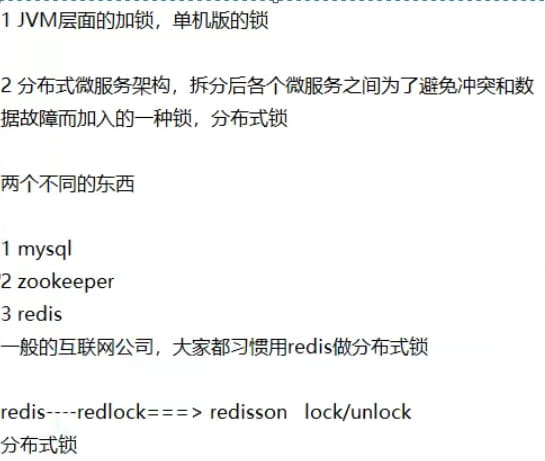 1 JVM层面的加锁，单机版的锁
2 分布式微服务架构，拆分后各个微服务之间为了避免冲突和数
据故障而加入的一种锁，分布式锁
两个不同的东西
1 mysql
2 zookeeper
3 redis
一般的互联网公司，大家都习惯用redis做分布式锁
redis----redlock===> redisson   lock/unlock
分布式锁